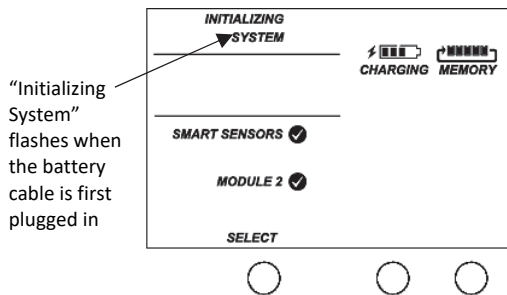 INITIALIZING
SYSTEM
CHARGING MEMORY
"Initializing
System"
flashes when
the battery
cable is first
plugged in
SMART SENSORS
MODULE 2
SELECT